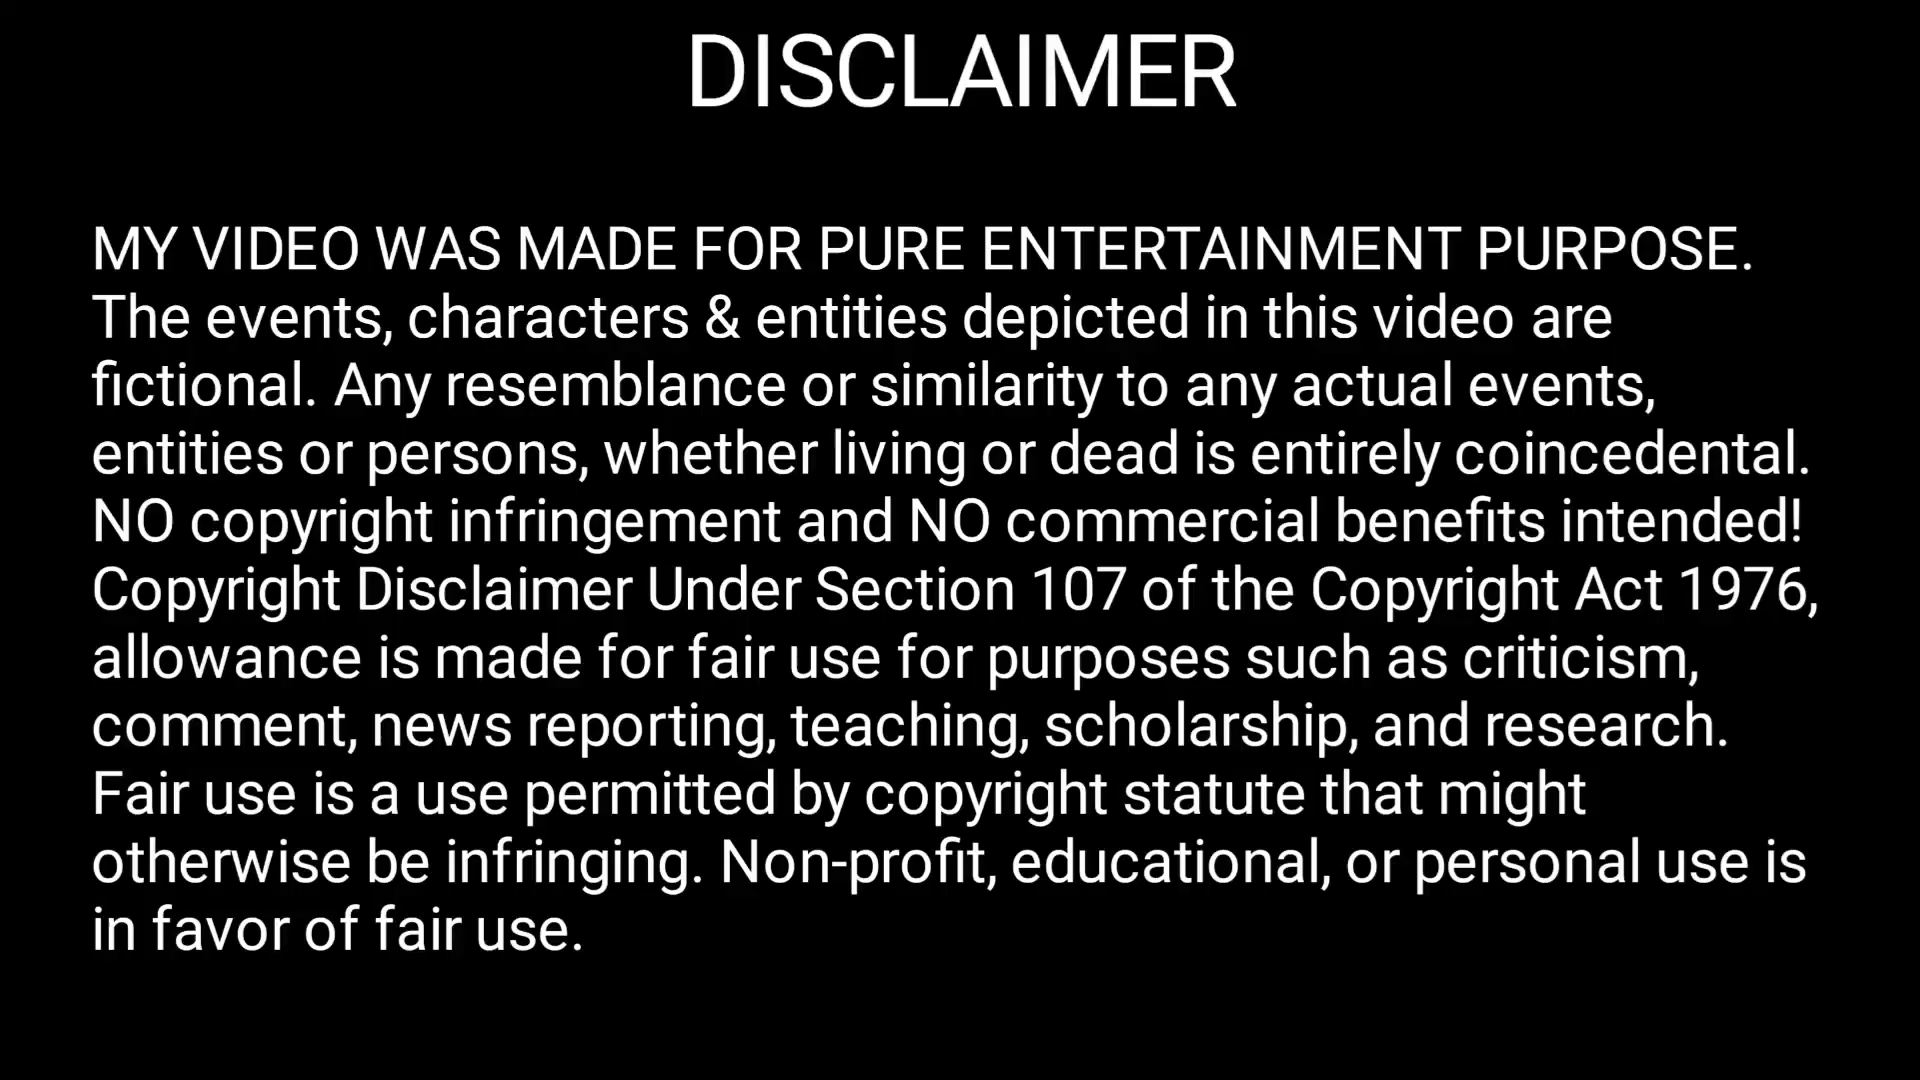 DISCLAIMER
MY VIDEO WAS MADE FOR PURE ENTERTAINMENT PURPOSE.
The events, characters & entities depicted in this video are
fictional. Any resemblance or similarity to any actual events,
entities or persons, whether living or dead is entirely coincedental.
NO copyright infringement and NO commercial benefits intended!
Copyright Disclaimer Under Section 107 of the Copyright Act 1976,
allowance is made for fair use for purposes such as criticism,
comment, news reporting, teaching, scholarship, and research.
Fair use is a use permitted by copyright statute that might
otherwise be infringing. Non-profit, educational, or personal use is
in favor of fair use.